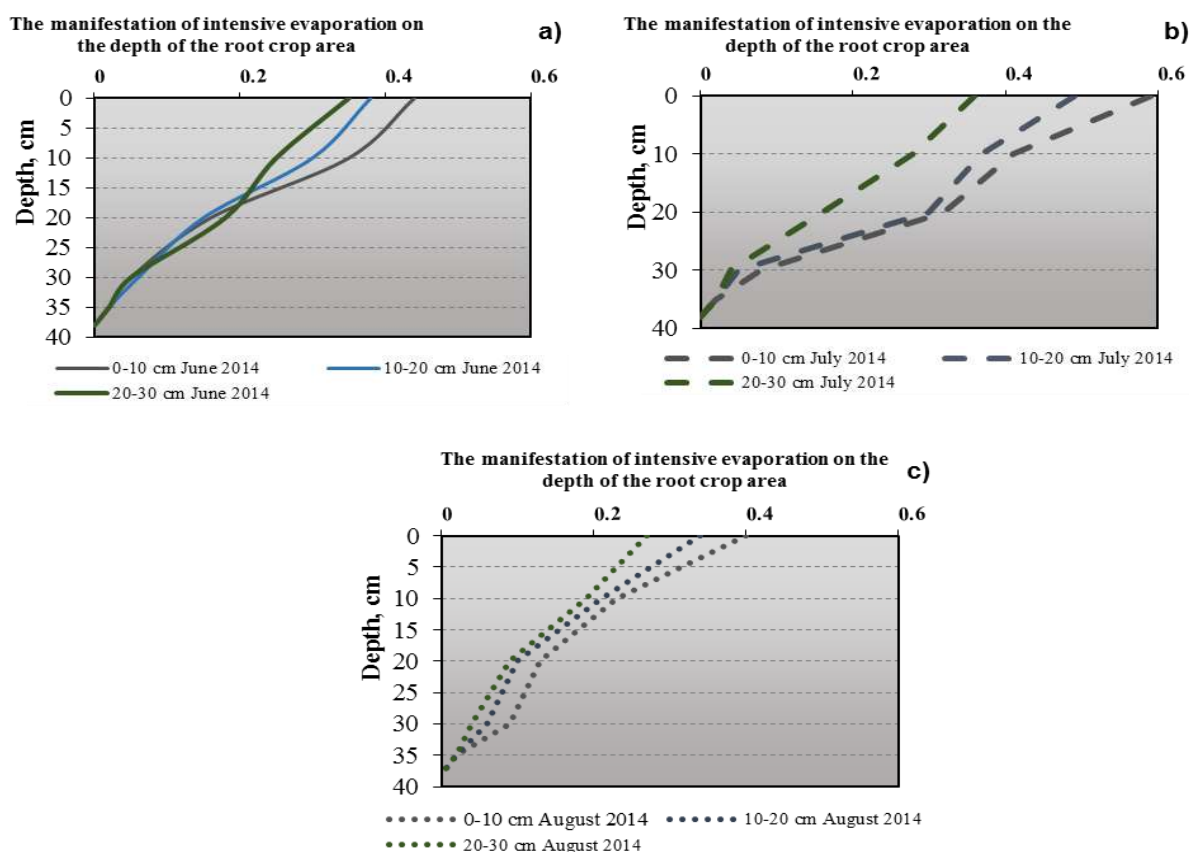 The manifestation of intensive evaporation on
the depth of the root crop area
a)
0 0.2 0.4 0.6
Depth, cm
0
5
10
15
20
25
30
35
40
0-10 cm June 2014 10-20 cm June 2014
20-30 cm June 2014
The manifestation of intensive evaporation on the
depth of the root crop area
b)
0 0.2 0.4 0.6
Depth, cm
0
10
20
30
40
0-10 cm July 2014 10-20 cm July 2014
20-30 cm July 2014
The manifestation of intensive evaporation on the
depth of the root crop area
c)
0 0.2 0.4 0.6
Depth, cm
0
5
10
15
20
25
30
35
40
0-10 cm August 2014 10-20 cm August 2014
20-30 cm August 2014